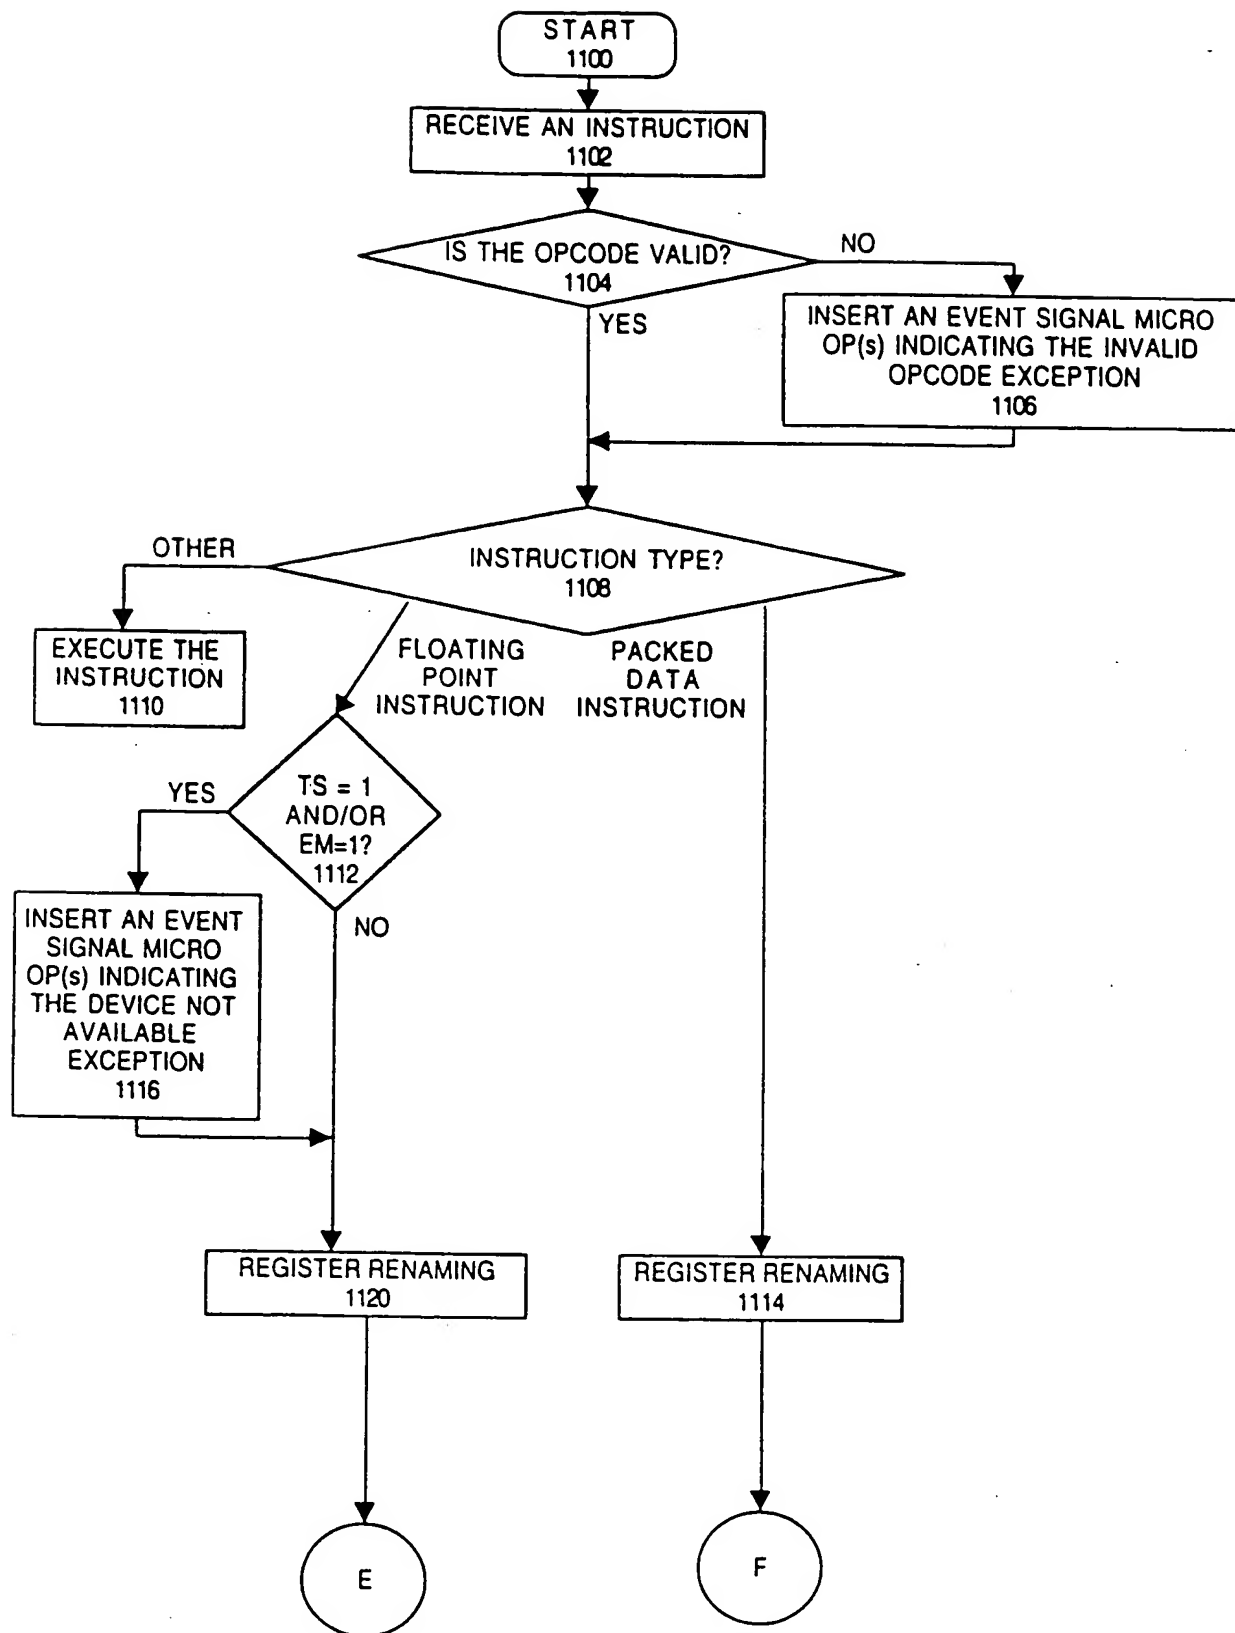 START
1100
RECEIVE AN INSTRUCTION
1102
IS THE OPCODE VALID?
1104
NO
YES
INSERT AN EVENT SIGNAL MICRO
OP(s) INDICATING THE INVALID
OPCODE EXCEPTION
1106
INSTRUCTION TYPE?
1108
OTHER
EXECUTE THE
INSTRUCTION
1110
FLOATING
POINT
INSTRUCTION
PACKED
DATA
INSTRUCTION
TS = 1
AND/OR
EM=1?
1112
YES
NO
INSERT AN EVENT
SIGNAL MICRO
OP(s) INDICATING
THE DEVICE NOT
AVAILABLE
EXCEPTION
1116
REGISTER RENAMING
1120
REGISTER RENAMING
1114
E
F